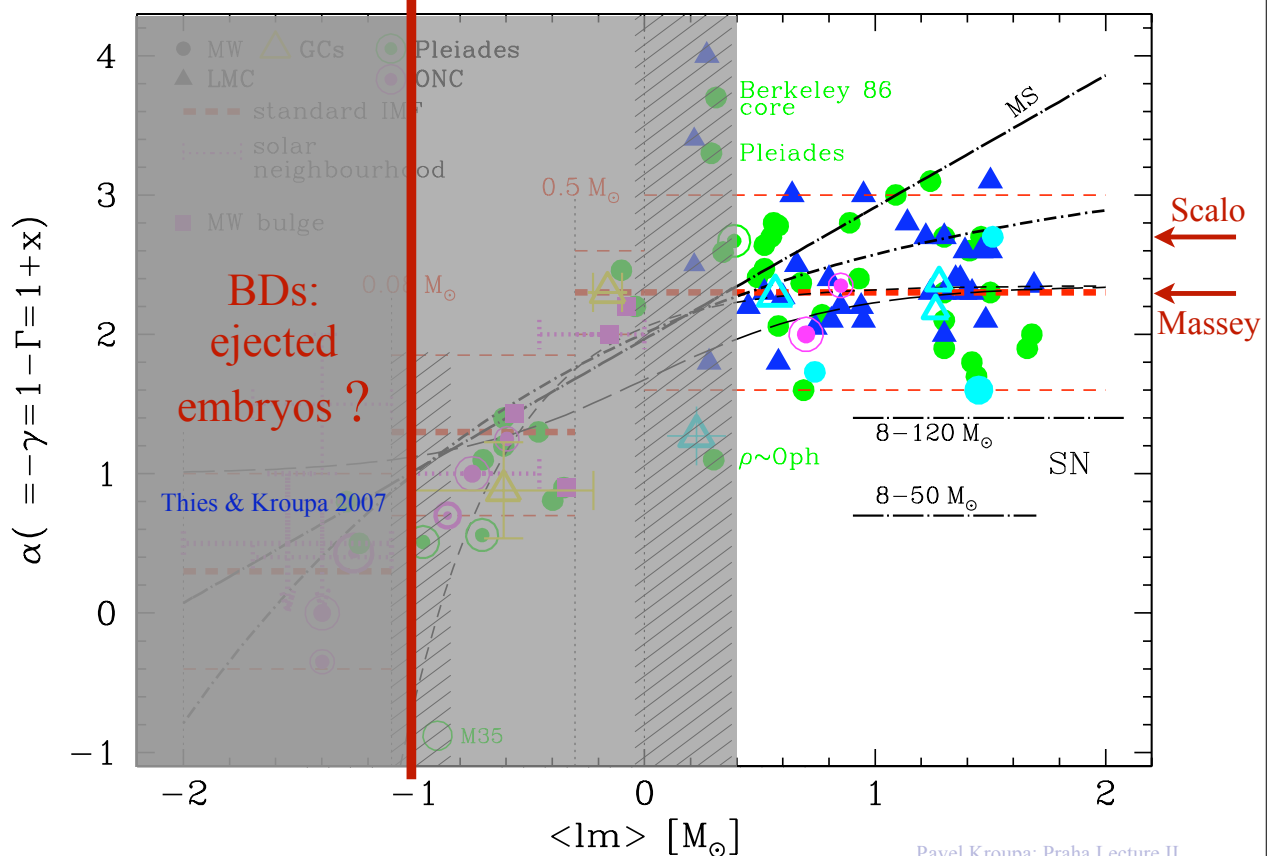 MW GCs Pleiades
LMC ONC
standard IMF
solar
neighbourhood
MW bulge
0.5 M⊙
0.08 M⊙
BDs:
ejected
embryos ?
Thies & Kroupa 2007
M35
Berkeley 86
core
Pleiades
ρ~Oph
MS
Scalo
Massey
8−120 M⊙
SN
8−50 M⊙
4
3
2
1
0
−1
α( =−γ=1−Γ=1+x)
−2 −1 0 1 2
<lm> [M⊙]
Pavel Kroupa: Praha Lecture II